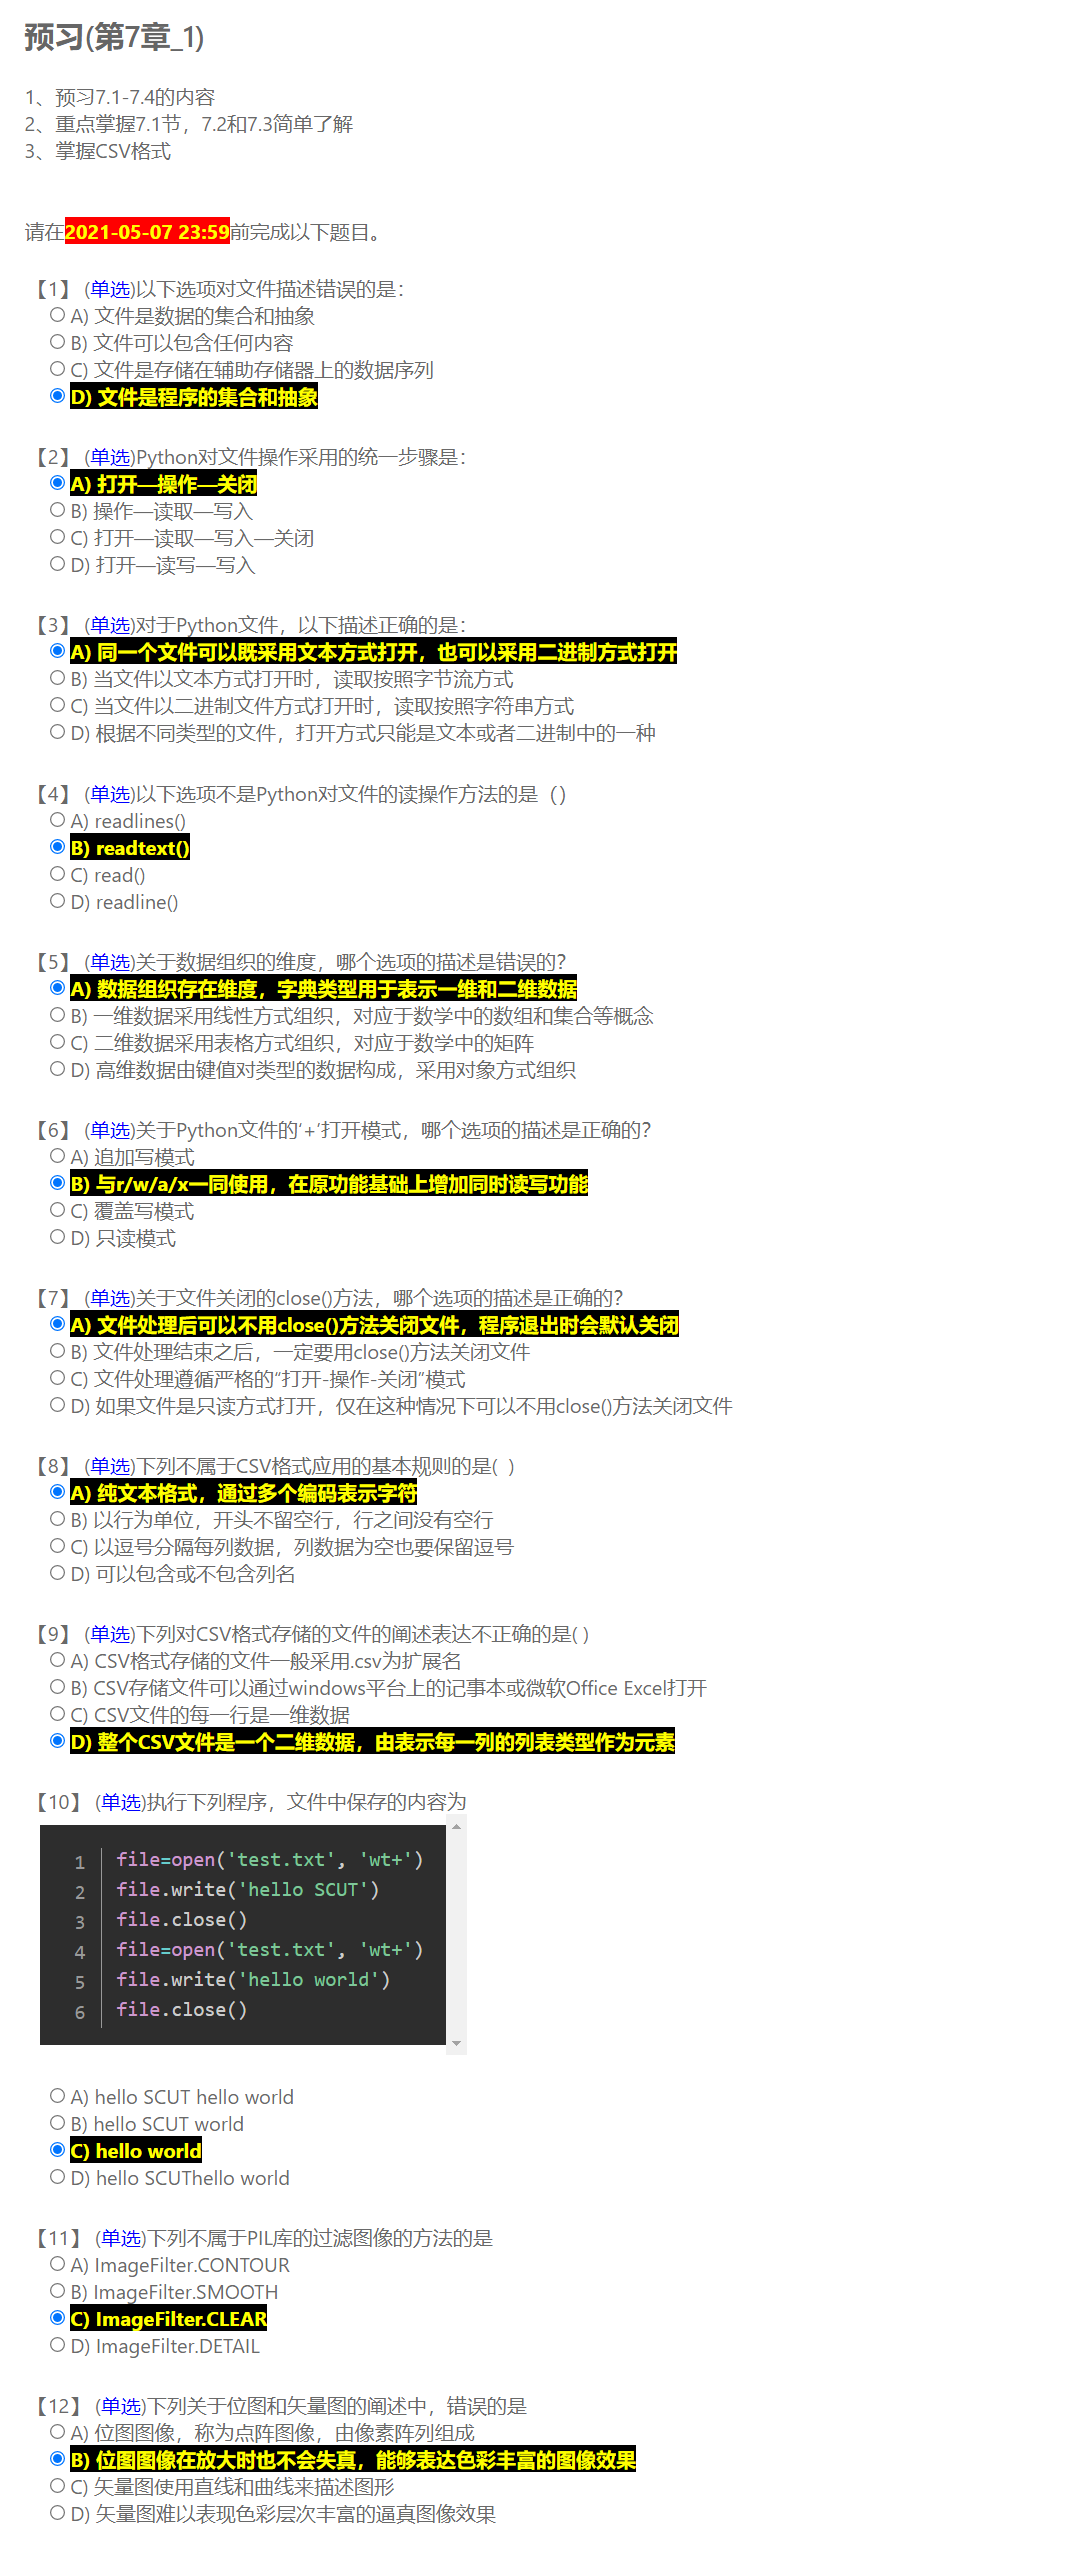 预习(第7章_1)
1、预习7.1-7.4的内容
2、重点掌握7.1节，7.2和7.3简单了解
3、掌握CSV格式
请在2021-05-07 23:59前完成以下题目。
【1】 (单选)以下选项对文件描述错误的是：
A) 文件是数据的集合和抽象
B) 文件可以包含任何内容
C) 文件是存储在辅助存储器上的数据序列
D) 文件是程序的集合和抽象
【2】 (单选)Python对文件操作采用的统一步骤是：
A) 打开—操作—关闭
B) 操作—读取—写入
C) 打开—读取—写入—关闭
D) 打开—读写—写入
【3】 (单选)对于Python文件，以下描述正确的是：
A) 同一个文件可以既采用文本方式打开，也可以采用二进制方式打开
B) 当文件以文本方式打开时，读取按照字节流方式
C) 当文件以二进制文件方式打开时，读取按照字符串方式
D) 根据不同类型的文件，打开方式只能是文本或者二进制中的一种
【4】 (单选)以下选项不是Python对文件的读操作方法的是（）
A) readlines()
B) readtext()
C) read()
D) readline()
【5】 (单选)关于数据组织的维度，哪个选项的描述是错误的？
A) 数据组织存在维度，字典类型用于表示一维和二维数据
B) 一维数据采用线性方式组织，对应于数学中的数组和集合等概念
C) 二维数据采用表格方式组织，对应于数学中的矩阵
D) 高维数据由键值对类型的数据构成，采用对象方式组织
【6】 (单选)关于Python文件的‘+’打开模式，哪个选项的描述是正确的？
A) 追加写模式
B) 与r/w/a/x一同使用，在原功能基础上增加同时读写功能
C) 覆盖写模式
D) 只读模式
【7】 (单选)关于文件关闭的close()方法，哪个选项的描述是正确的？
A) 文件处理后可以不用close()方法关闭文件，程序退出时会默认关闭
B) 文件处理结束之后，一定要用close()方法关闭文件
C) 文件处理遵循严格的“打开-操作-关闭”模式
D) 如果文件是只读方式打开，仅在这种情况下可以不用close()方法关闭文件
【8】 (单选)下列不属于CSV格式应用的基本规则的是( )
A) 纯文本格式，通过多个编码表示字符
B) 以行为单位，开头不留空行，行之间没有空行
C) 以逗号分隔每列数据，列数据为空也要保留逗号
D) 可以包含或不包含列名
【9】 (单选)下列对CSV格式存储的文件的阐述表达不正确的是( )
A) CSV格式存储的文件一般采用.csv为扩展名
B) CSV存储文件可以通过windows平台上的记事本或微软Office Excel打开
C) CSV文件的每一行是一维数据
D) 整个CSV文件是一个二维数据，由表示每一列的列表类型作为元素
【10】 (单选)执行下列程序，文件中保存的内容为
1 file=open('test.txt', 'wt+')
2 file.write('hello SCUT')
3 file.close()
4 file=open('test.txt', 'wt+')
5 file.write('hello world')
6 file.close()
A) hello SCUT hello world
B) hello SCUT world
C) hello world
D) hello SCUThello world
【11】 (单选)下列不属于PIL库的过滤图像的方法的是
A) ImageFilter.CONTOUR
B) ImageFilter.SMOOTH
C) ImageFilter.CLEAR
D) ImageFilter.DETAIL
【12】 (单选)下列关于位图和矢量图的阐述中，错误的是
A) 位图图像，称为点阵图像，由像素阵列组成
B) 位图图像在放大时也不会失真，能够表达色彩丰富的图像效果
C) 矢量图使用直线和曲线来描述图形
D) 矢量图难以表现色彩层次丰富的逼真图像效果